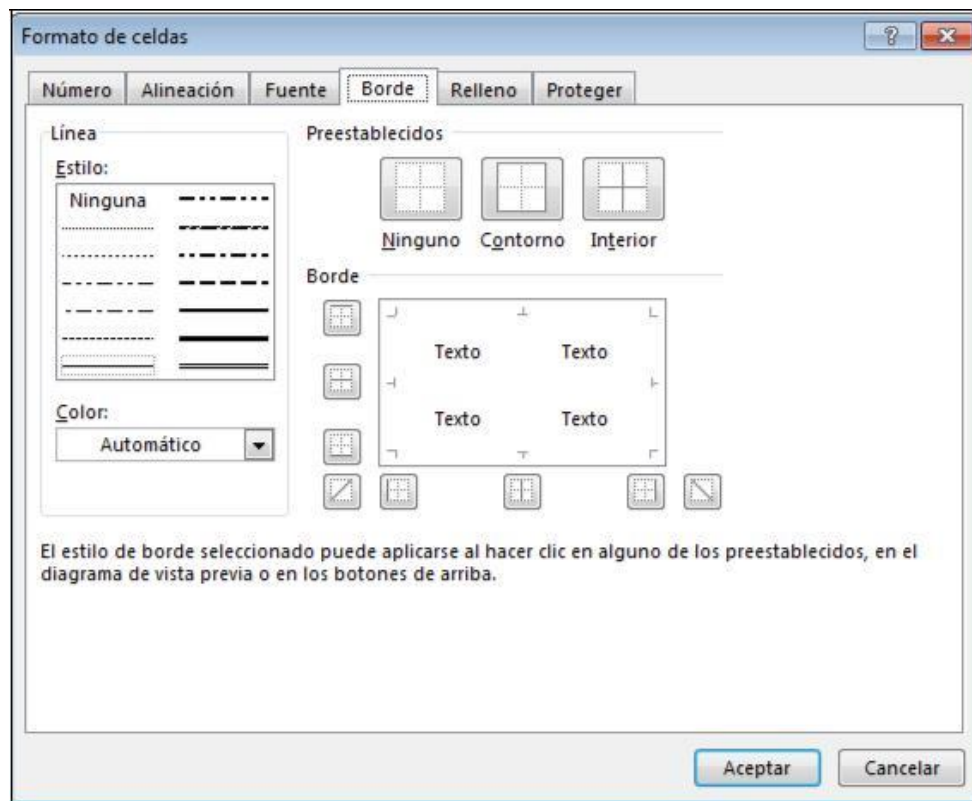 Formato de celdas
Número Alineación Fuente Borde Relleno Proteger
Línea
Estilo:
Ninguna
Color:
Automático
Preestablecidos
Ninguno Contorno Interior
Borde
Texto Texto
Texto Texto
El estilo de borde seleccionado puede aplicarse al hacer clic en alguno de los preestablecidos, en el
diagrama de vista previa o en los botones de arriba.
Aceptar Cancelar